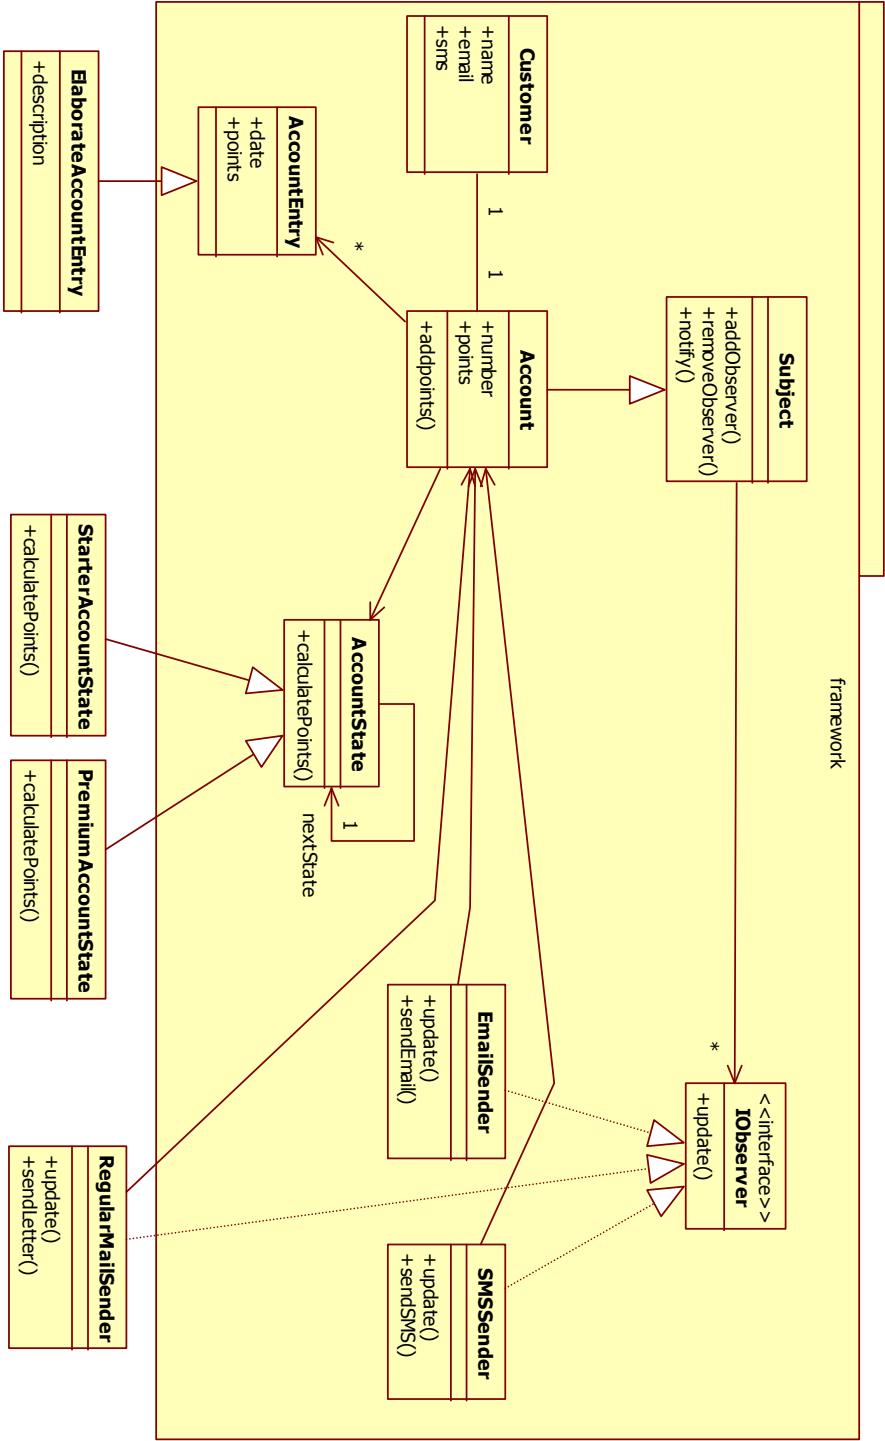 framework
Subject
+addObserver()
+removeObserver()
+notify()
<<interface>>
IObserver
+update()
*
Customer
+name
+email
+sms
1
1
Account
+number
+points
+addpoints()
EmailSender
+update()
+sendEmail()
SMSSender
+update()
+sendSMS()
*
AccountEntry
+date
+points
AccountState
+calculatePoints()
1
nextState
ElaborateAccountEntry
+description
StarterAccountState
+calculatePoints()
PremiumAccountState
+calculatePoints()
RegularMailSender
+update()
+sendLetter()